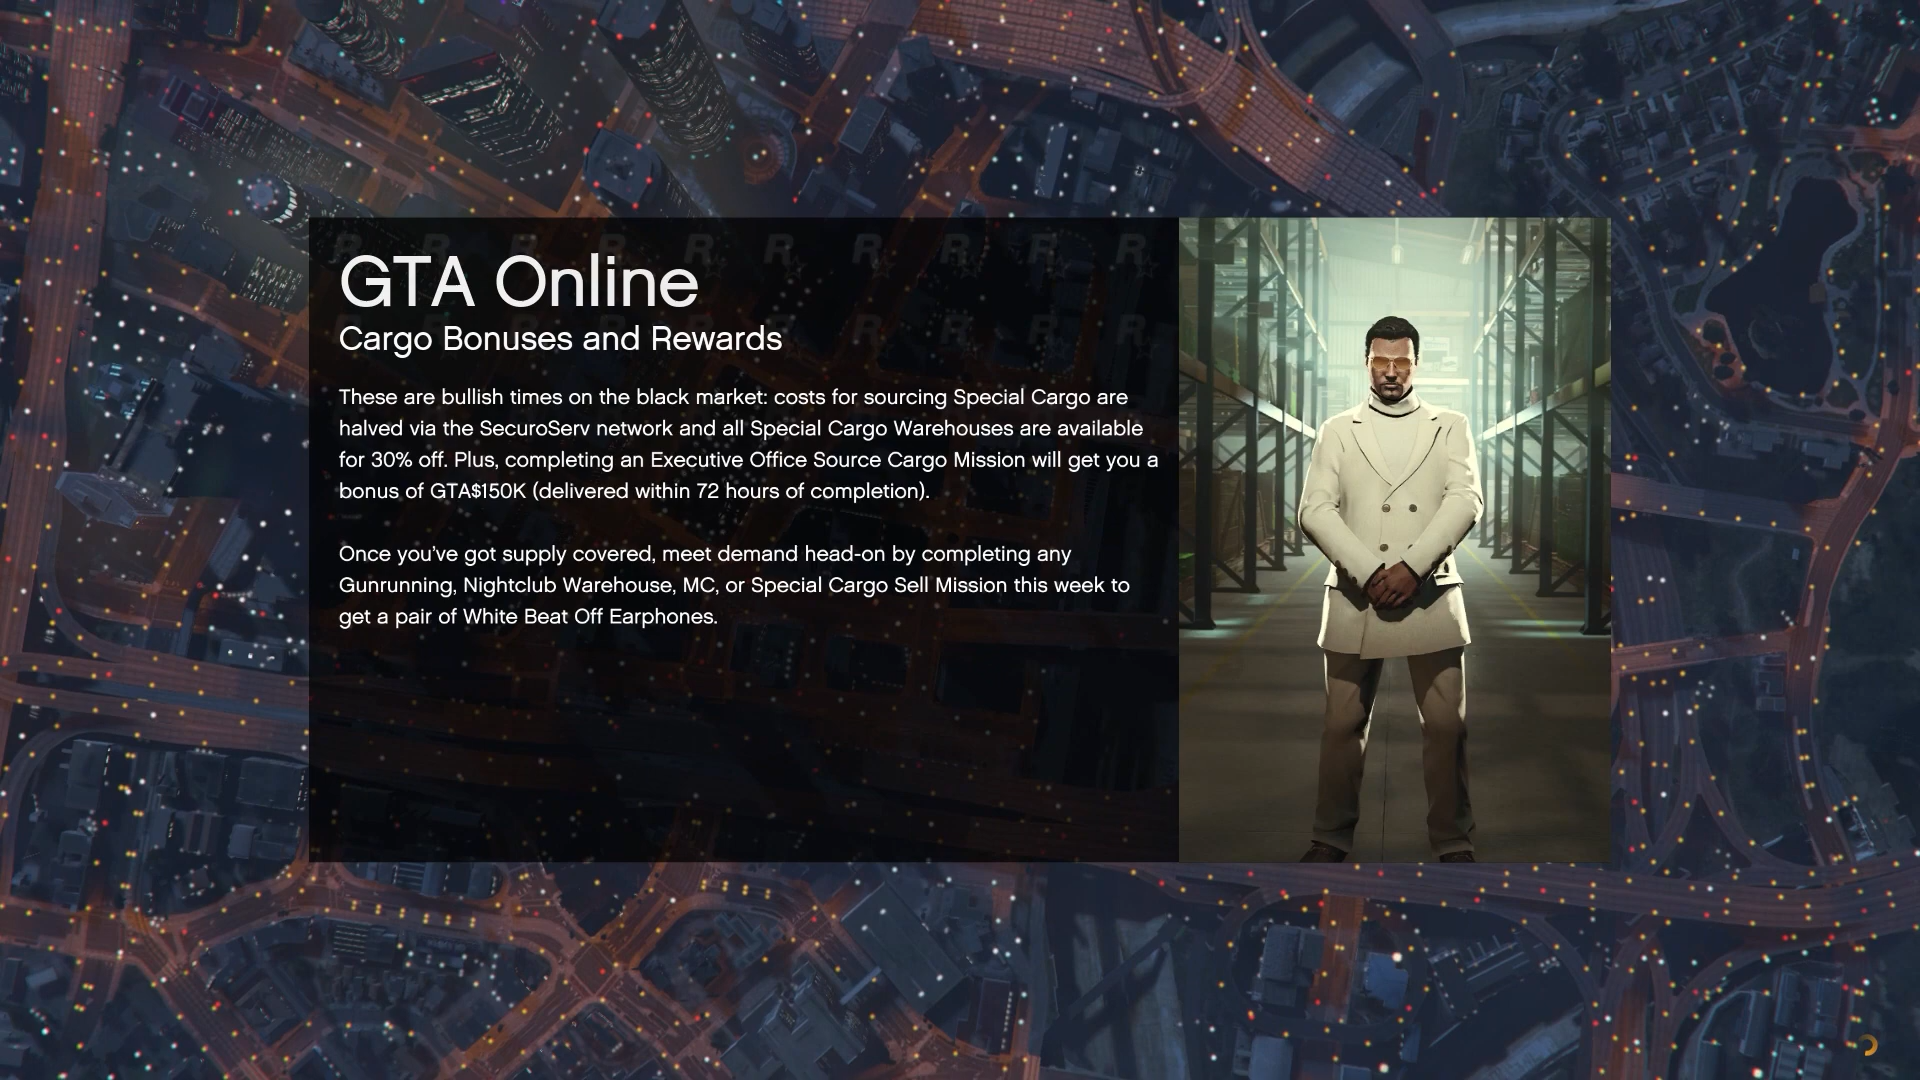 GTA Online
Cargo Bonuses and Rewards
These are bullish times on the black market: costs for sourcing Special Cargo are
halved via the SecuroServ network and all Special Cargo Warehouses are available
for 30% off. Plus, completing an Executive Office Source Cargo Mission will get you a
bonus of GTA$150K (delivered within 72 hours of completion).
Once you’ve got supply covered, meet demand head-on by completing any
Gunrunning, Nightclub Warehouse, MC, or Special Cargo Sell Mission this week to
get a pair of White Beat Off Earphones.